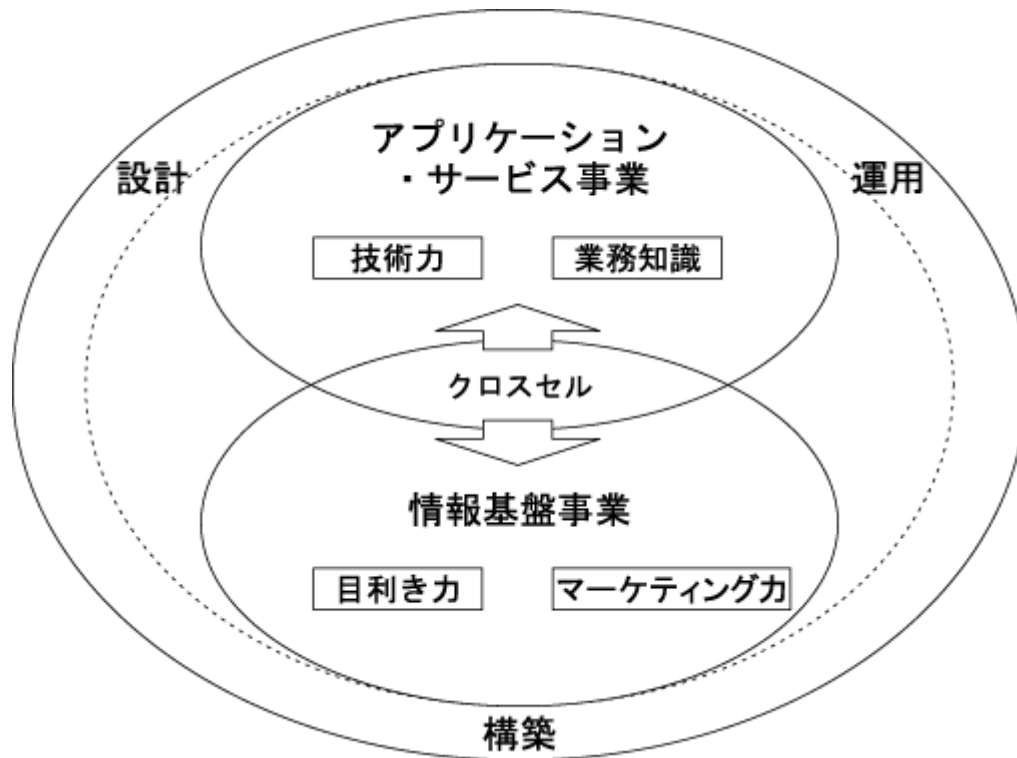 アプリケーション
・サービス事業
設計
運用
技術力
業務知識
クロスセル
情報基盤事業
目利き力
マーケティング力
構築